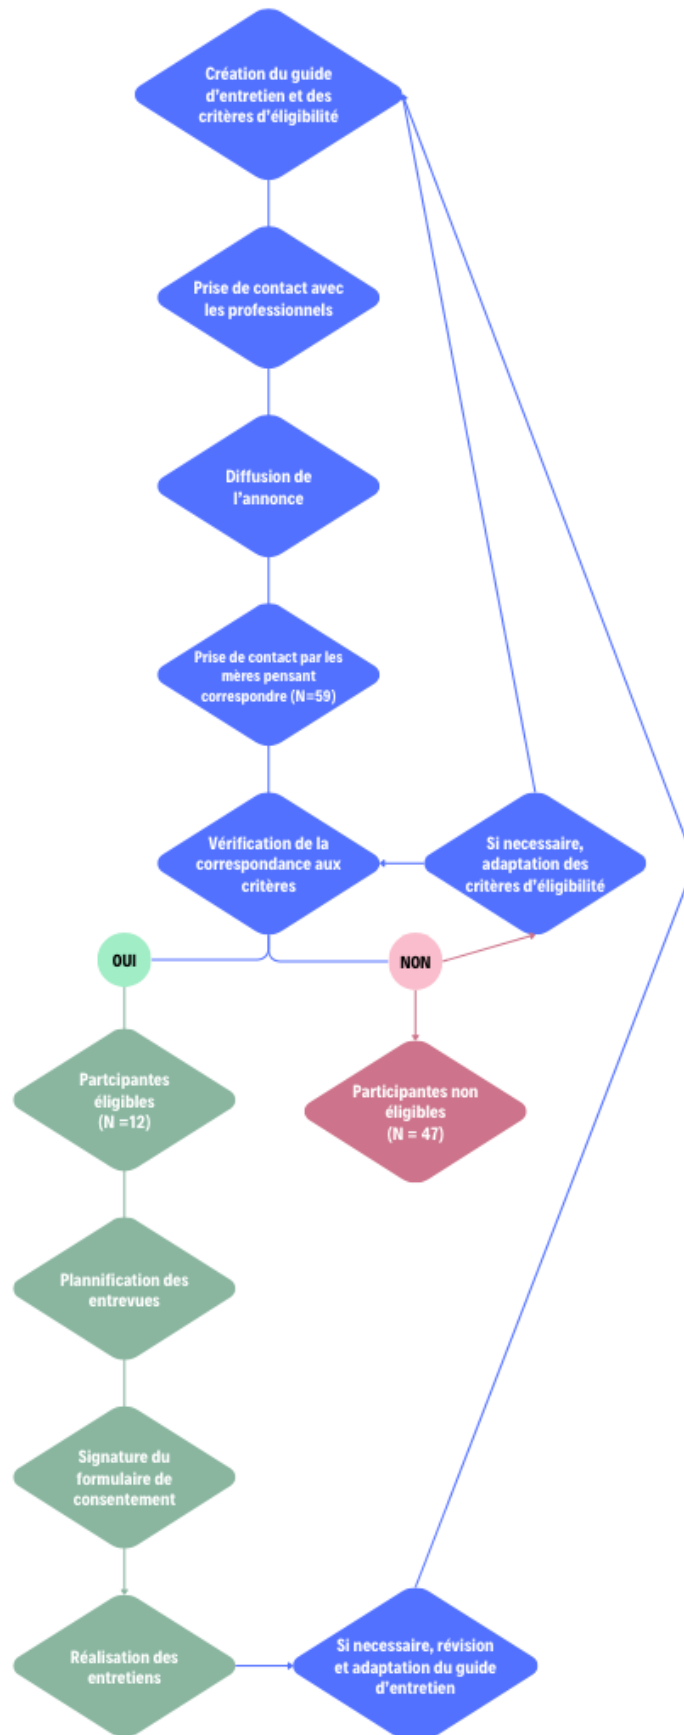 Création du guide
d'entretien et des
critères d'éligibilité
Prise de contact avec
les professionnels
Diffusion de
l'annonce
Prise de contact par les
mères pensant
correspondre (N=59)
Vérification de la
correspondance aux
critères
Si necessaire,
adaptation des
critères d'éligibilité
OUI
NON
Partcipantes
éligibles
(N =12)
Participantes non
éligibles
(N = 47)
Plannification des
entrevues
Signature du
formulaire de
consentement
Réalisation des
entretiens
Si necessaire, révision
et adaptation du guide
d'entretien